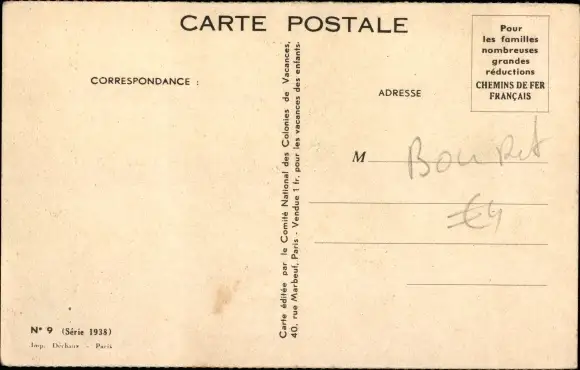 CARTE POSTALE
CORRESPONDANCE :
Carte éditée par le Comité National des Colonies de Vacances,
40, rue Marbeuf, Paris - Vendue 1 fr. pour les vacances des enfants.
Pour
les familles
nombreuses
grandes
réductions
CHEMINS DE FER
FRANÇAIS
ADRESSE
M Bouret
€4
N° 9 (Série 1938)
Imp. Déchaux - Paris